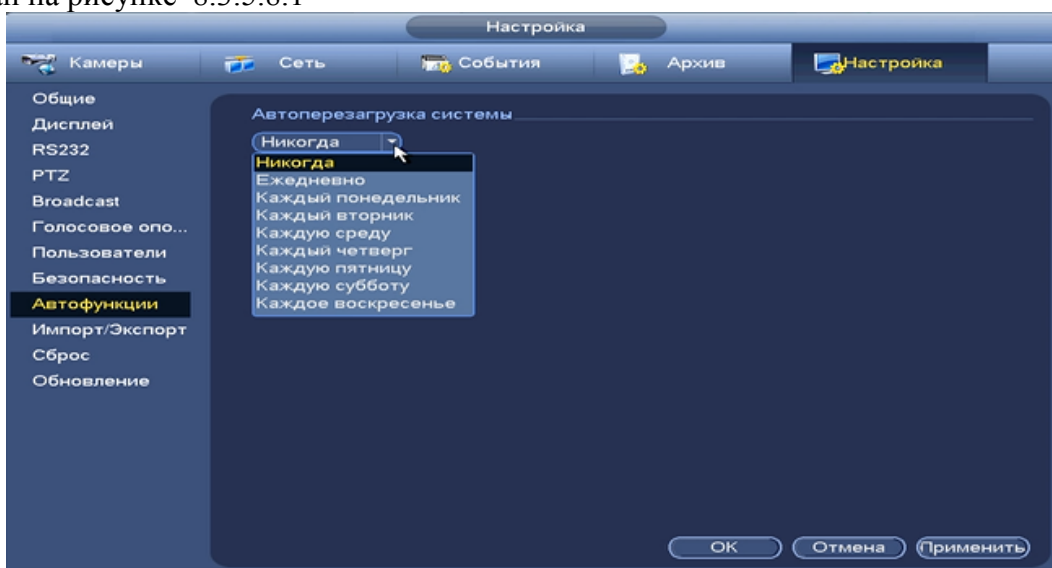 на рисунке 8.3.5.8.1
Настройка
Камеры Сеть События Архив Настройка
Общие
Дисплей
RS232
PTZ
Broadcast
Голосовое опо...
Пользователи
Безопасность
Автофункции
Импорт/Экспорт
Сброс
Обновление
Автоперезагрузка системы
Никогда
Никогда
Ежедневно
Каждый понедельник
Каждый вторник
Каждую среду
Каждый четверг
Каждую пятницу
Каждую субботу
Каждое воскресенье
OK Отмена Применить